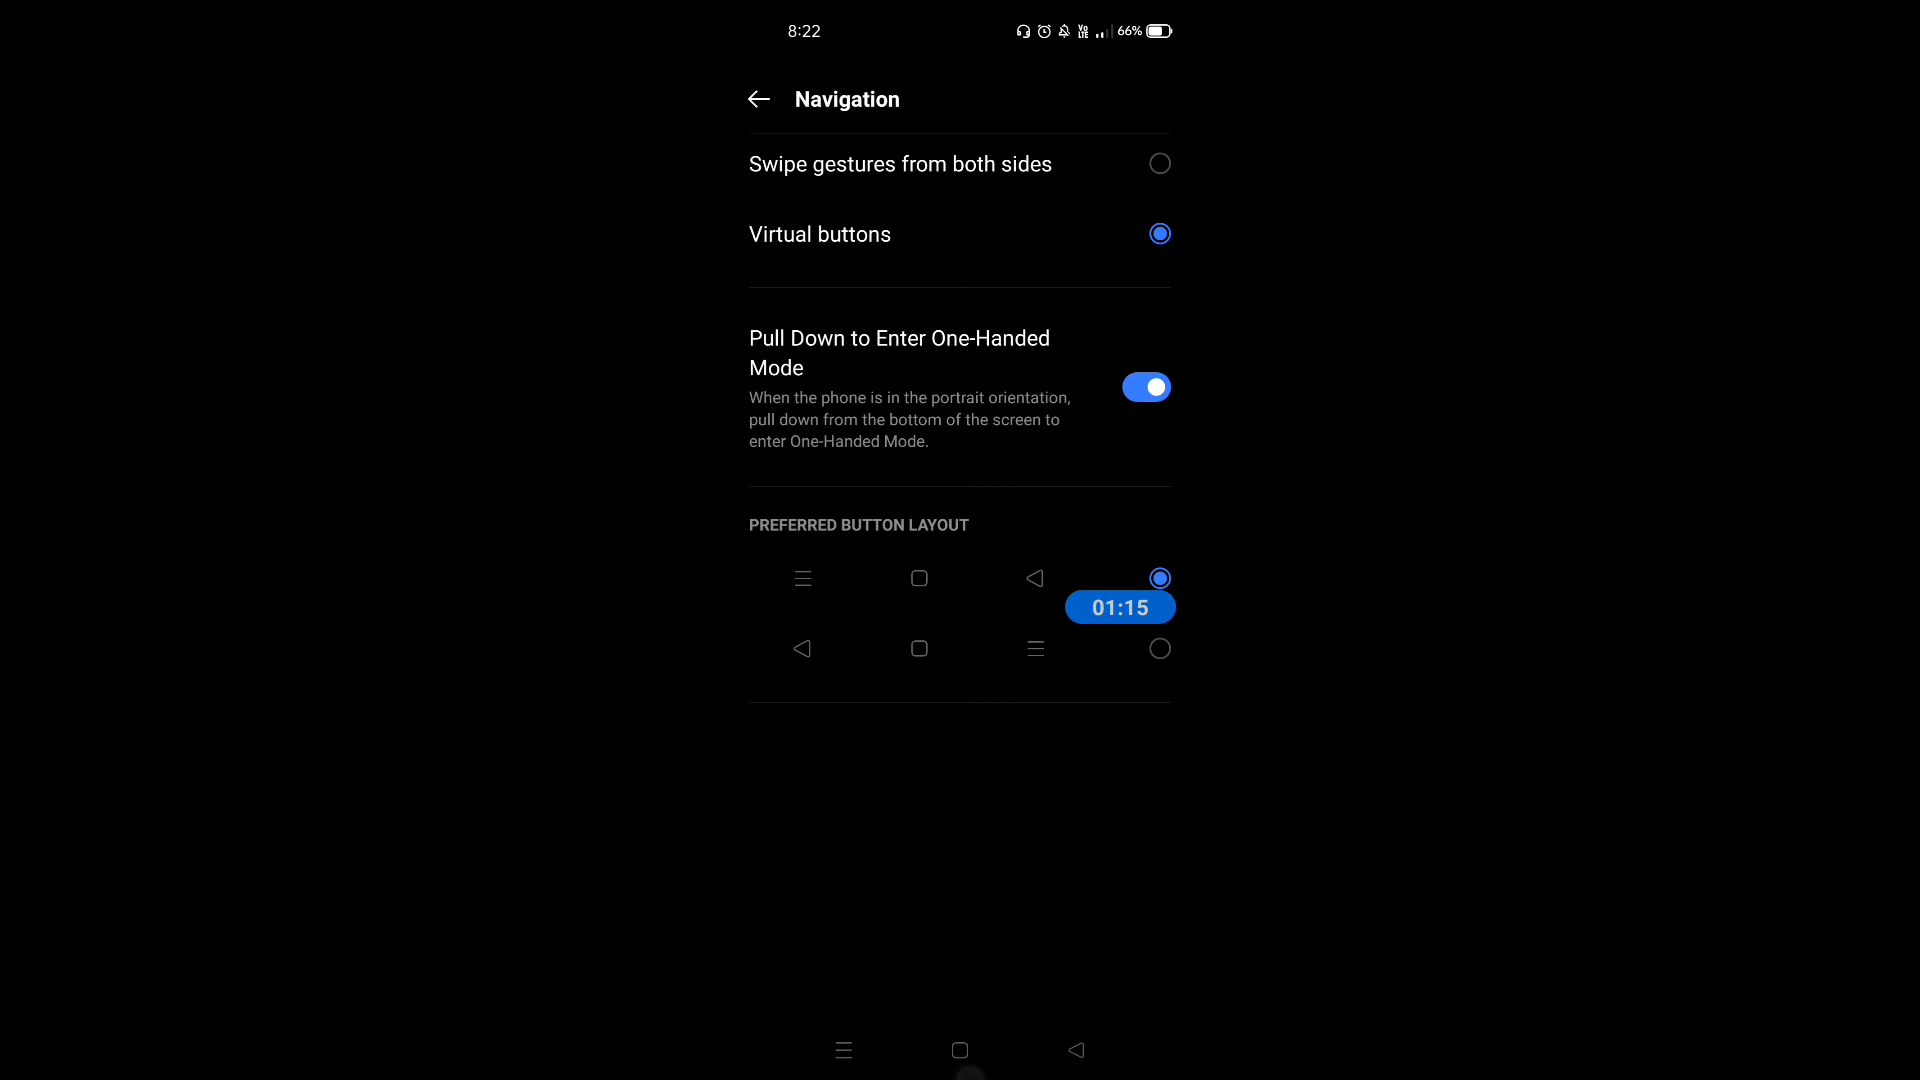 8:22
VO LTE 66%
Navigation
Swipe gestures from both sides
Virtual buttons
Pull Down to Enter One-Handed
Mode
When the phone is in the portrait orientation,
pull down from the bottom of the screen to
enter One-Handed Mode.
PREFERRED BUTTON LAYOUT
01:15